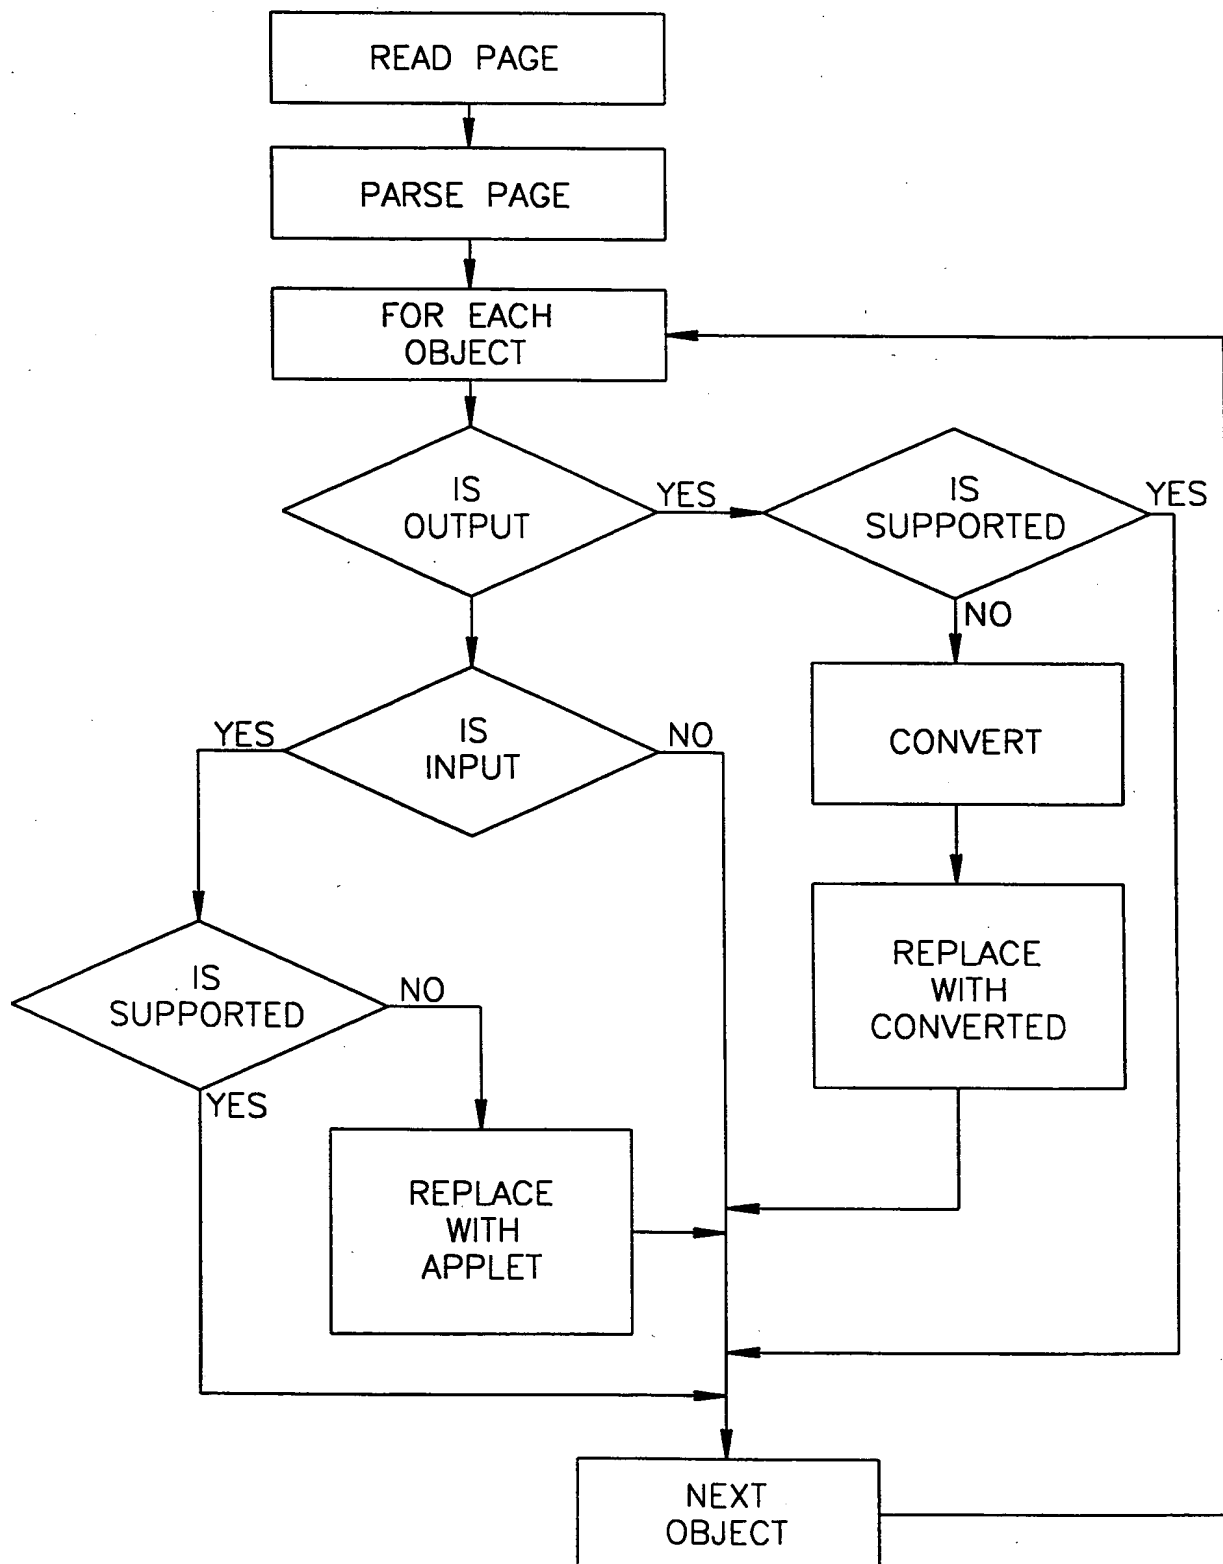 READ PAGE
PARSE PAGE
FOR EACH
OBJECT
IS
OUTPUT
YES
IS
SUPPORTED
YES
NO
IS
INPUT
YES
NO
CONVERT
IS
SUPPORTED
NO
YES
REPLACE
WITH
CONVERTED
REPLACE
WITH
APPLET
NEXT
OBJECT